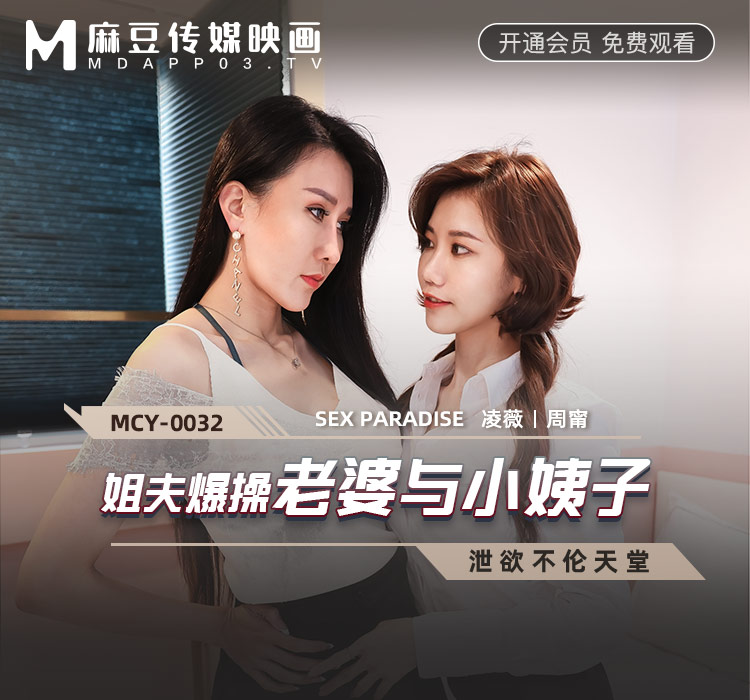 麻豆传媒映画
MDAPP03.TV
开通会员 免费观看
CHANEL
MCY-0032
SEX PARADISE 凌薇｜周甯
姐夫爆操老婆与小姨子
泄欲不伦天堂